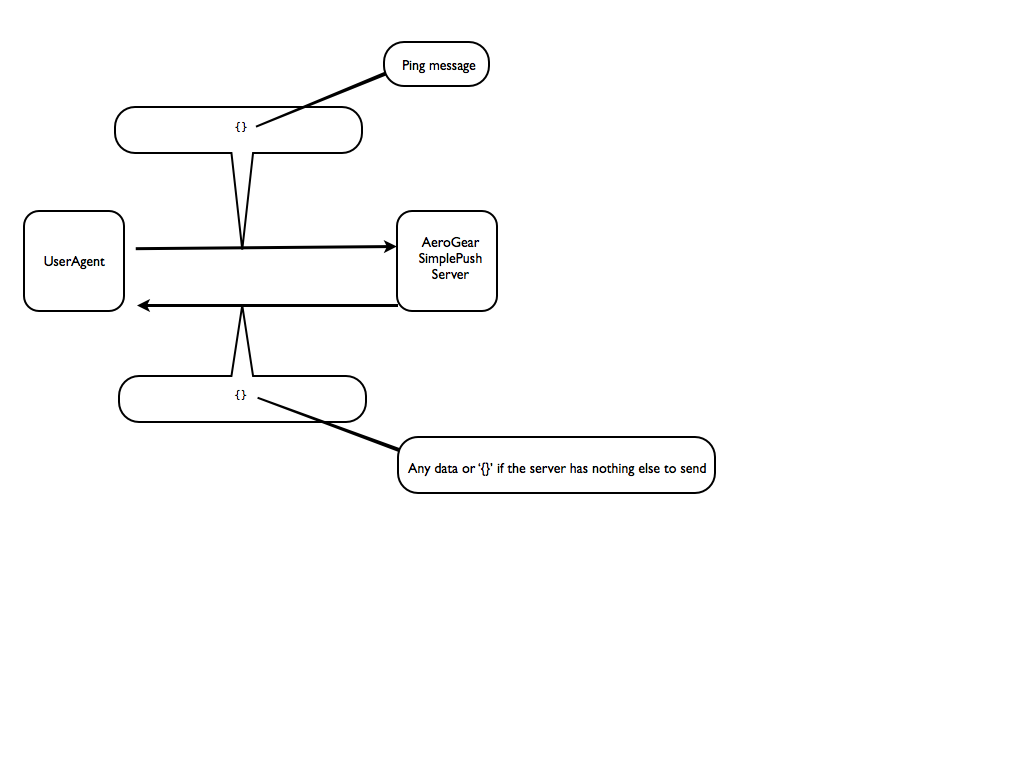 Ping message
{}
UserAgent
AeroGear
SimplePush
Server
{}
Any data or '{}' if the server has nothing else to send